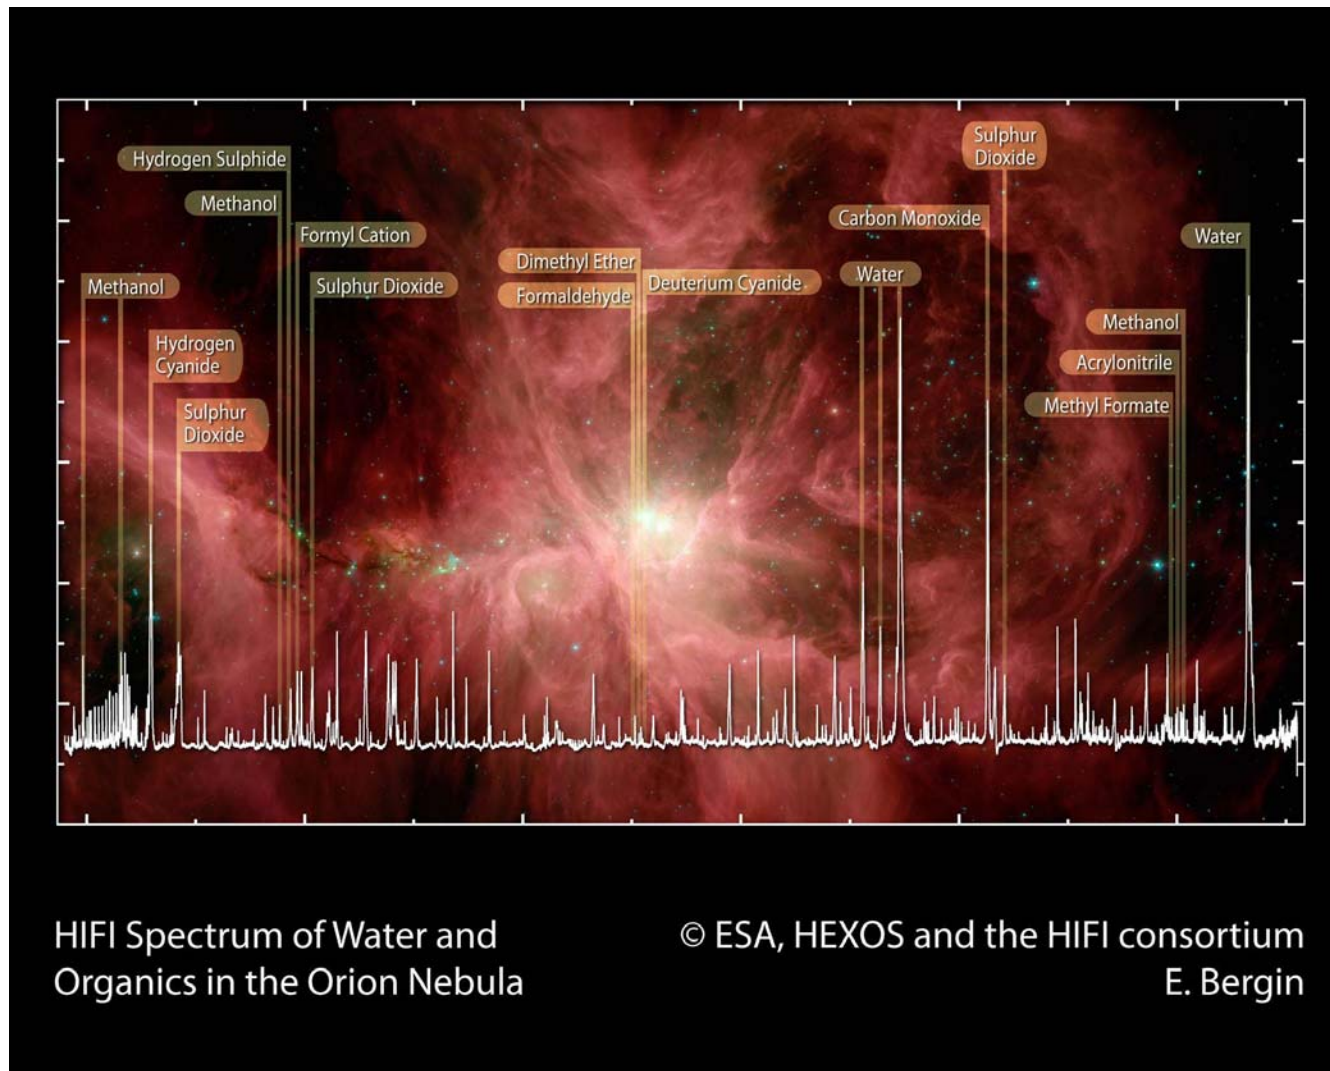 Sulphur
Dioxide
Hydrogen Sulphide
Methanol
Carbon Monoxide
Formyl Cation
Water
Dimethyl Ether
Water
Deuterium Cyanide
Methanol
Sulphur Dioxide
Formaldehyde
Methanol
Hydrogen
Cyanide
Acrylonitrile
Methyl Formate
Sulphur
Dioxide
HIFI Spectrum of Water and
Organics in the Orion Nebula
© ESA, HEXOS and the HIFI consortium
E. Bergin